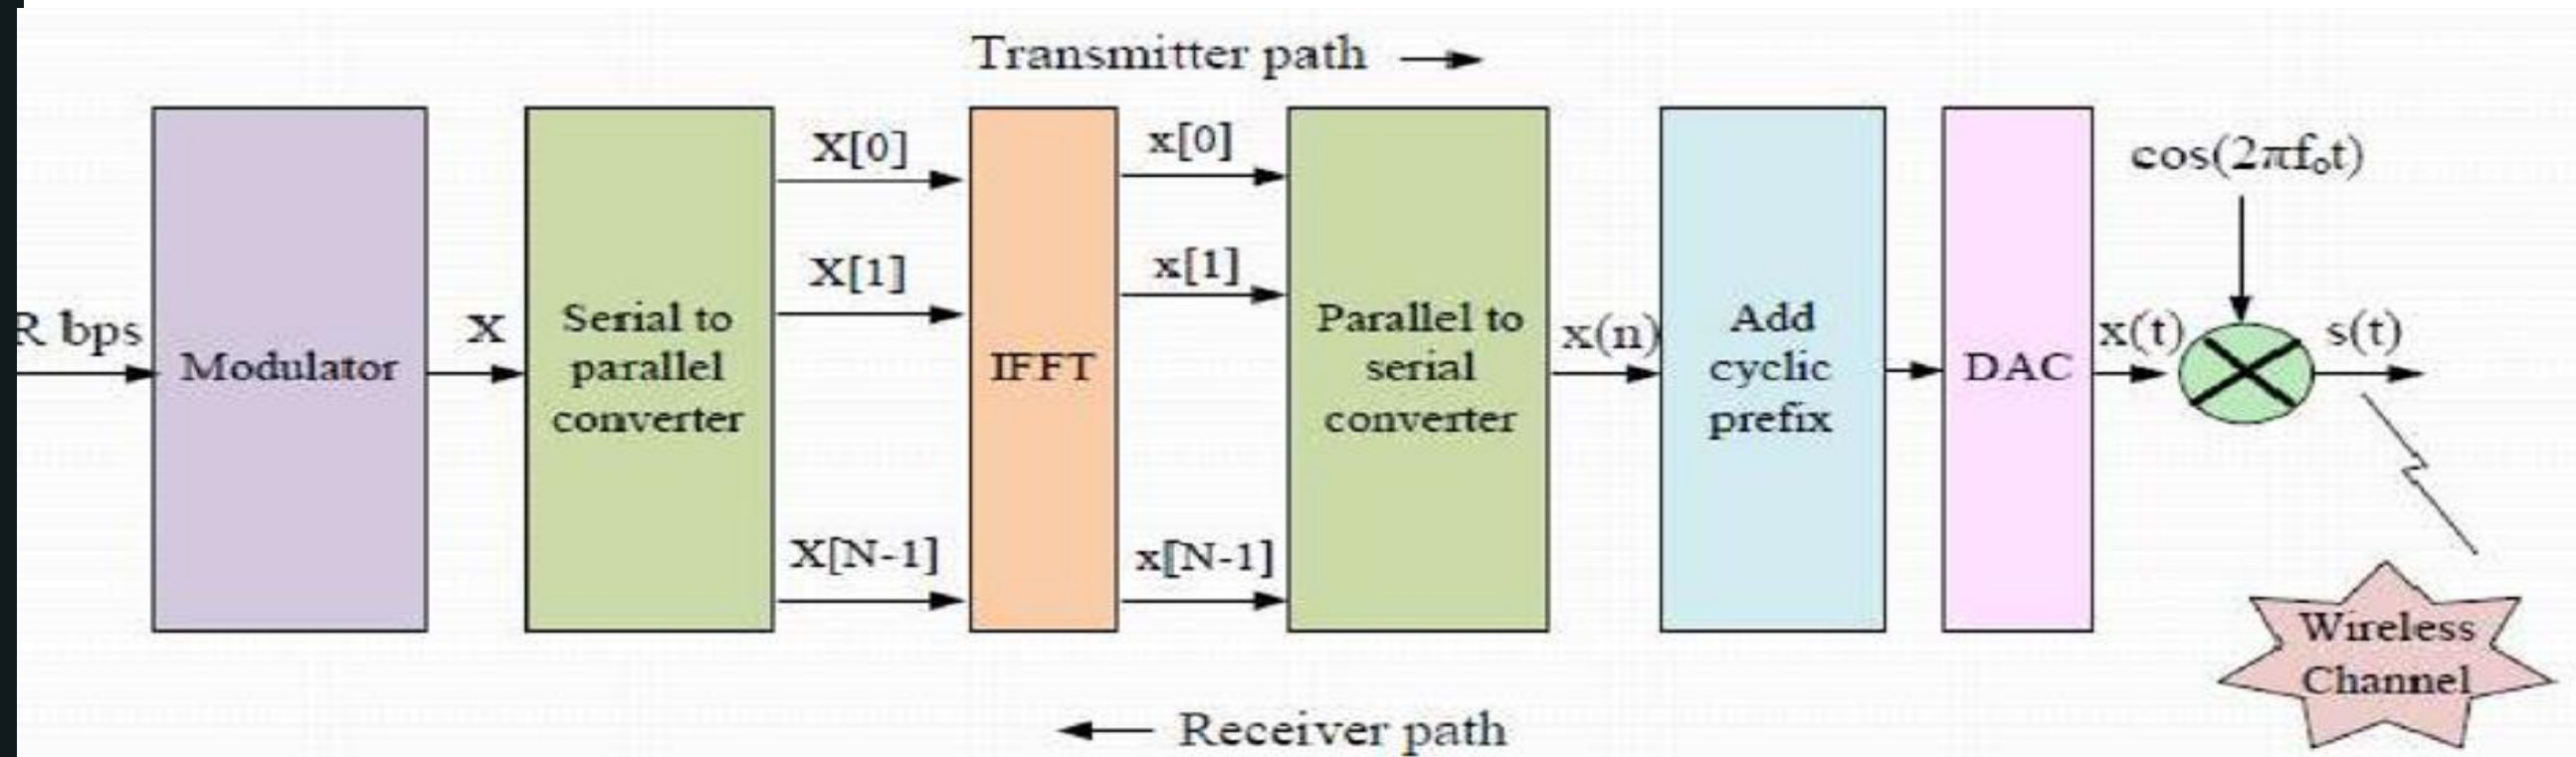 Transmitter path
R bps
Modulator
X
Serial to
parallel
converter
X[0]
X[1]
X[N-1]
IFFT
x[0]
x[1]
x[N-1]
Parallel to
serial
converter
x(n)
Add
cyclic
prefix
DAC
x(t)
cos(2πfₒt)
s(t)
Wireless
Channel
Receiver path